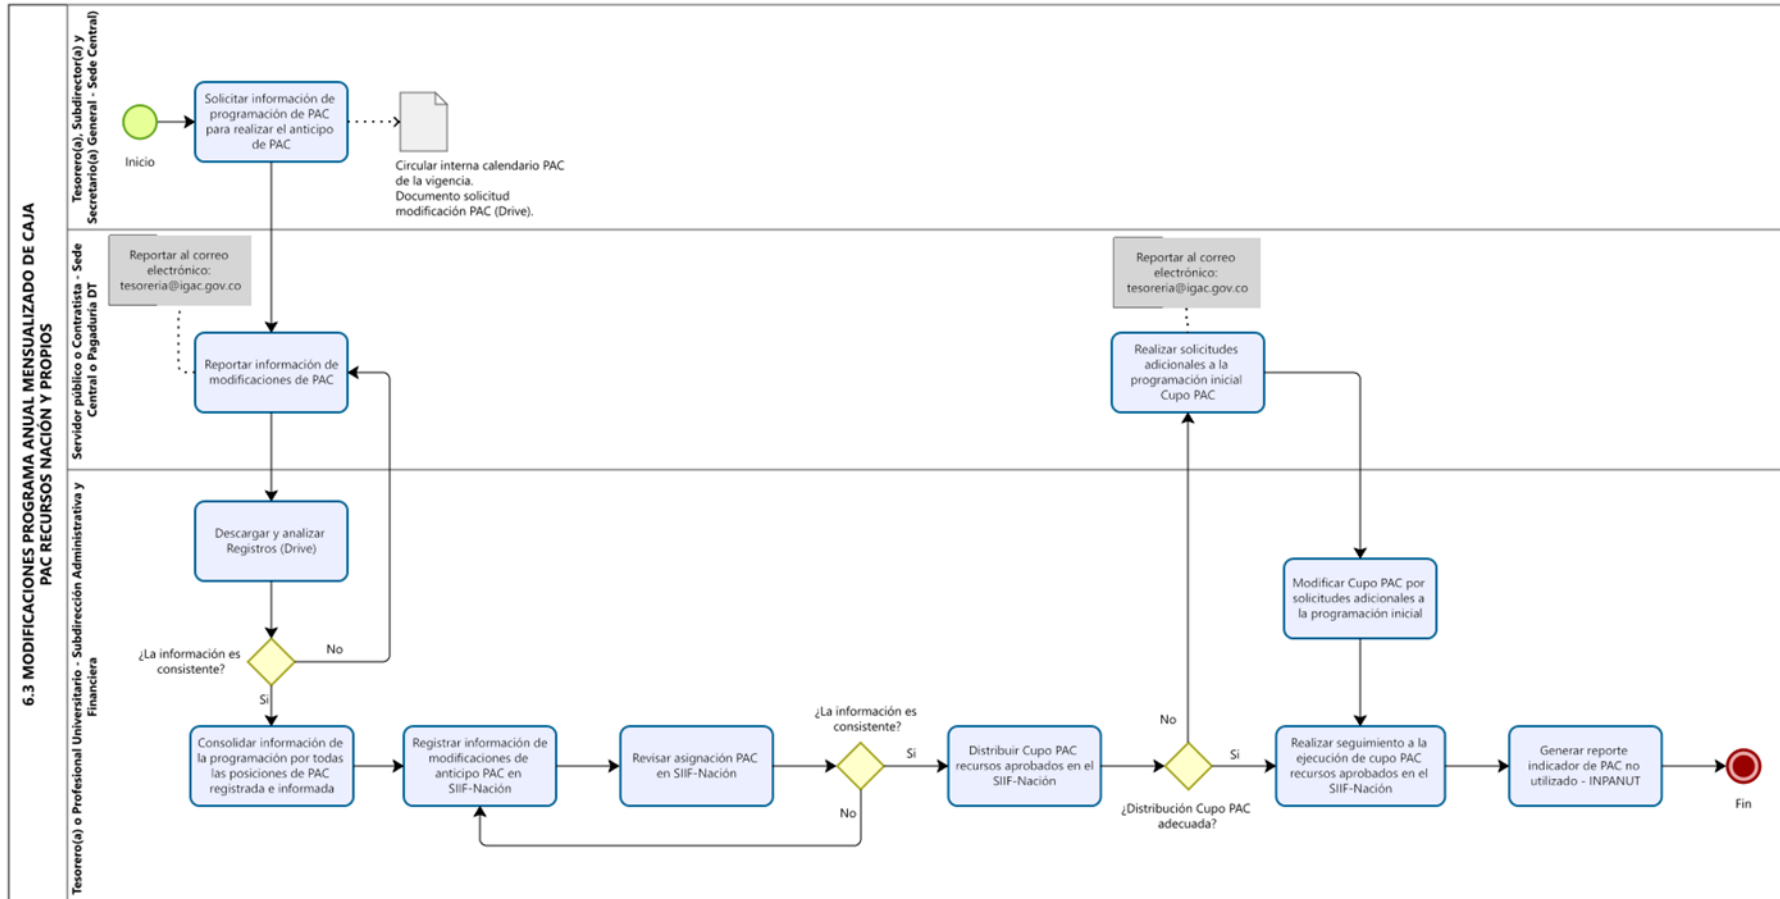 6.3 MODIFICACIONES PROGRAMA ANUAL MENSUALIZADO DE CAJA
PAC RECURSOS NACIÓN Y PROPIOS
Tesorero(a), Subdirector(a) y
Secretario(a) General - Sede Central)
Inicio
Solicitar información de
programación de PAC
para realizar el anticipo
de PAC
Circular interna calendario PAC
de la vigencia.
Documento solicitud
modificación PAC (Drive).
Servidor público o Contratista - Sede
Central o Pagaduría DT
Reportar al correo
electrónico:
tesoreria@igac.gov.co
Reportar información de
modificaciones de PAC
Reportar al correo
electrónico:
tesoreria@igac.gov.co
Realizar solicitudes
adicionales a la
programación inicial
Cupo PAC
Tesorero(a) o Profesional Universitario - Subdirección Administrativa y
Financiera
Descargar y analizar
Registros (Drive)
¿La información es
consistente?
No
Si
Consolidar información de
la programación por todas
las posiciones de PAC
registrada e informada
Registrar información de
modificaciones de
anticipo PAC en
SIIF-Nación
Revisar asignación PAC
en SIIF-Nación
¿La información es
consistente?
Si
No
Distribuir Cupo PAC
recursos aprobados en el
SIIF-Nación
No
Si
¿Distribución Cupo PAC
adecuada?
Modificar Cupo PAC por
solicitudes adicionales a
la programación inicial
Realizar seguimiento a la
ejecución de cupo PAC
recursos aprobados en el
SIIF-Nación
Generar reporte
indicador de PAC no
utilizado - INPANUT
Fin